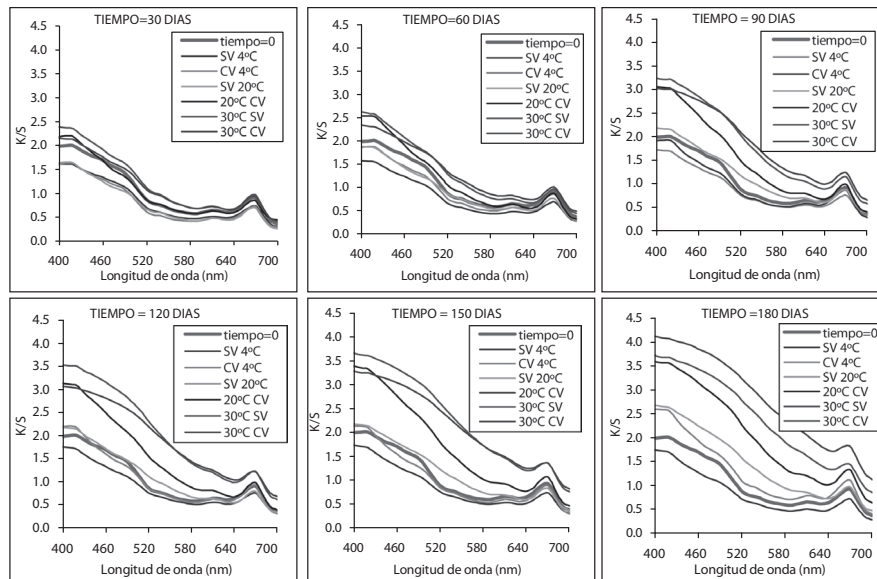 TIEMPO=30 DIAS
4.5
4.0
3.5
3.0
2.5
2.0
1.5
1.0
0.5
0.0
K/S
tiempo=0
SV 4ºC
CV 4ºC
SV 20ºC
20ºC CV
30ºC SV
30ºC CV
400 460 520 580 640 700
Longitud de onda (nm)
TIEMPO=60 DIAS
4.5
4.0
3.5
3.0
2.5
2.0
1.5
1.0
0.5
0.0
K/S
tiempo=0
SV 4ºC
CV 4ºC
SV 20ºC
20ºC CV
30ºC SV
30ºC CV
400 460 520 580 640 700
Longitud de onda (nm)
TIEMPO = 90 DIAS
4.5
4.0
3.5
3.0
2.5
2.0
1.5
1.0
0.5
0.0
K/S
tiempo=0
SV 4ºC
CV 4ºC
SV 20ºC
20ºC CV
30ºC SV
30ºC CV
400 460 520 580 640 700
Longitud de onda (nm)
TIEMPO = 120 DIAS
4.5
4.0
3.5
3.0
2.5
2.0
1.5
1.0
0.5
0.0
K/S
tiempo=0
SV 4ºC
CV 4ºC
SV 20ºC
20ºC CV
30ºC SV
30ºC CV
400 460 520 580 640 700
Longitud de onda (nm)
TIEMPO = 150 DIAS
4.5
4.0
3.5
3.0
2.5
2.0
1.5
1.0
0.5
0.0
K/S
tiempo=0
SV 4ºC
CV 4ºC
SV 20ºC
20ºC CV
30ºC SV
30ºC CV
400 460 520 580 640 700
Longitud de onda (nm)
TIEMPO =180 DIAS
4.5
4.0
3.5
3.0
2.5
2.0
1.5
1.0
0.5
0.0
K/S
tiempo=0
SV 4ºC
CV 4ºC
SV 20ºC
20ºC CV
30ºC SV
30ºC CV
400 460 520 580 640 700
Longitud de onda (nm)